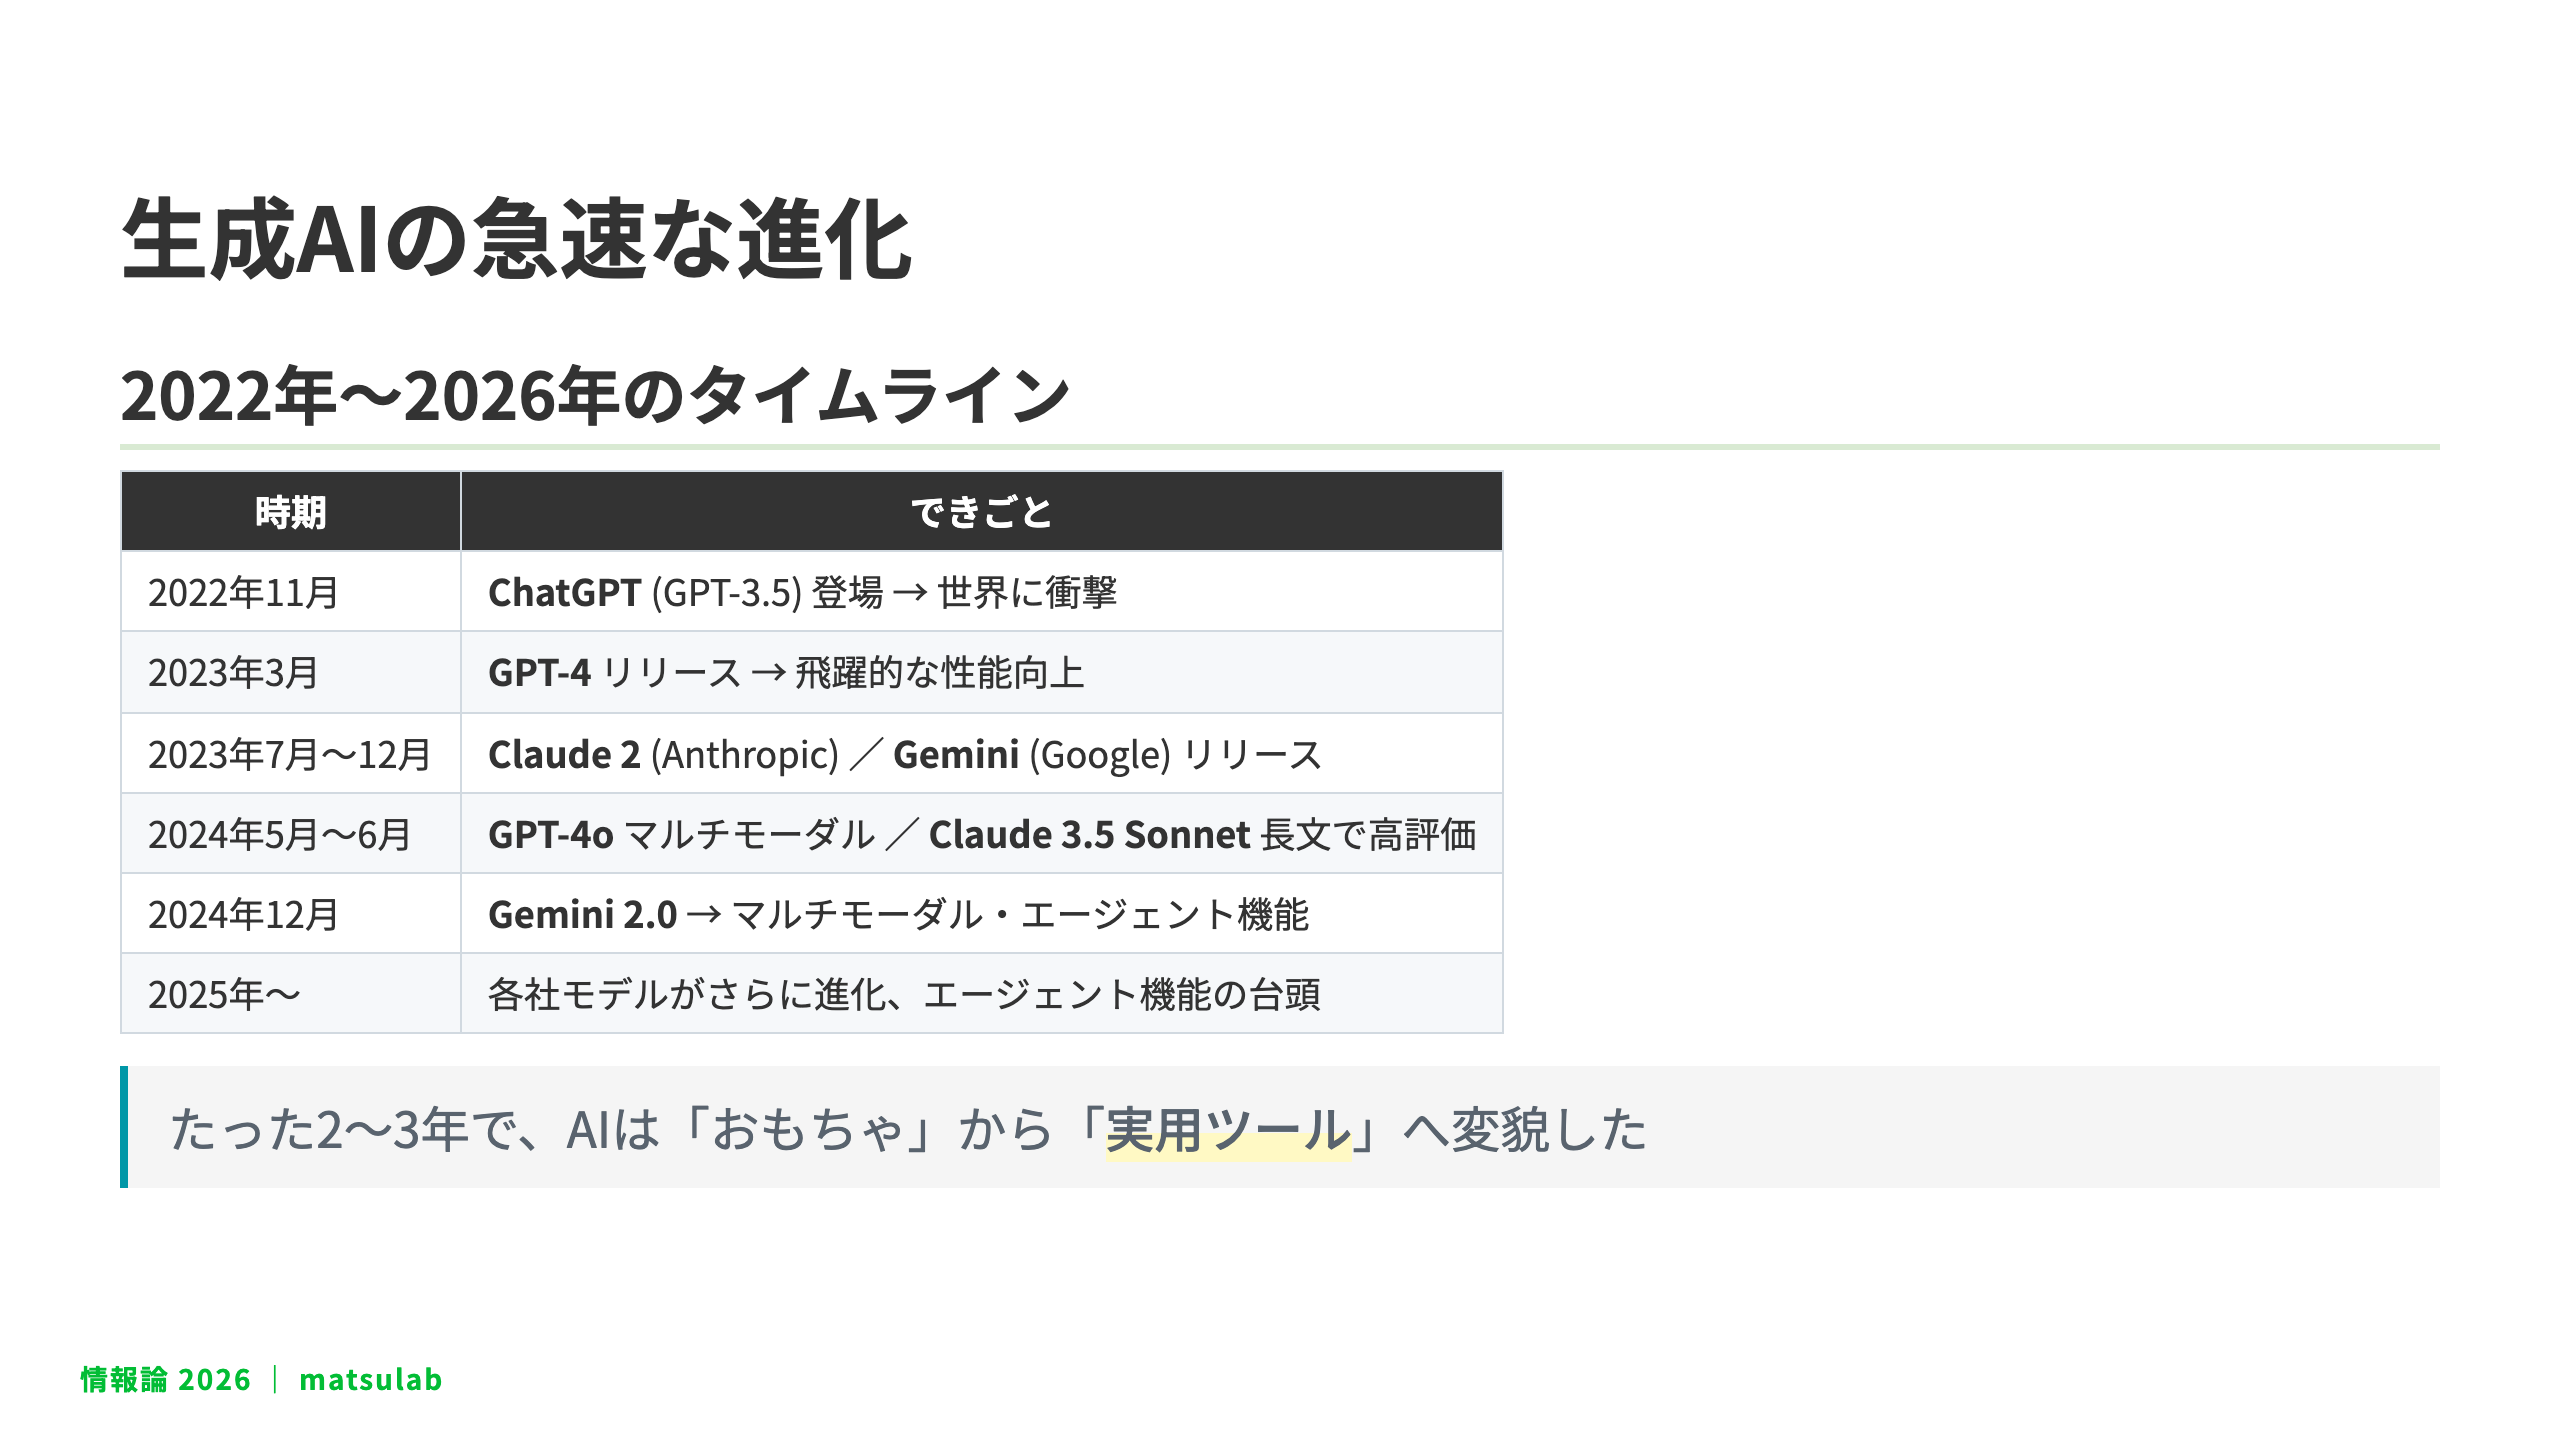 生成AIの急速な進化
2022年〜2026年のタイムライン
時期 できごと
2022年11月 ChatGPT (GPT-3.5) 登場 → 世界に衝撃
2023年3月 GPT-4 リリース → 飛躍的な性能向上
2023年7月〜12月 Claude 2 (Anthropic) ／ Gemini (Google) リリース
2024年5月〜6月 GPT-4o マルチモーダル ／ Claude 3.5 Sonnet 長文で高評価
2024年12月 Gemini 2.0 → マルチモーダル・エージェント機能
2025年〜 各社モデルがさらに進化、エージェント機能の台頭
たった2〜3年で、AIは「おもちゃ」から「実用ツール」へ変貌した
情報論 2026 ｜ matsulab